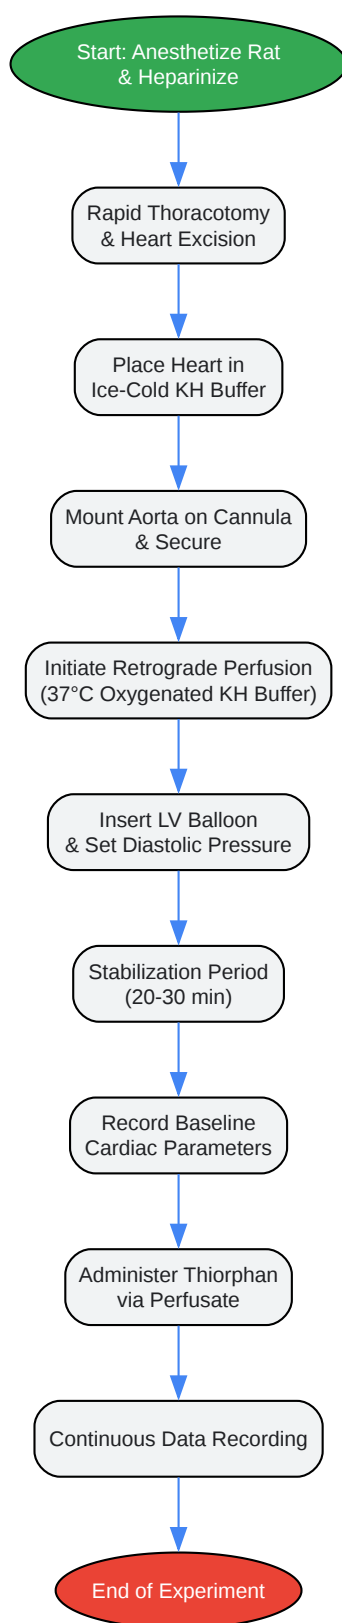 Start: Anesthetize Rat
& Heparinize
Rapid Thoracotomy
& Heart Excision
Place Heart in
Ice-Cold KH Buffer
Mount Aorta on Cannula
& Secure
Initiate Retrograde Perfusion
(37°C Oxygenated KH Buffer)
Insert LV Balloon
& Set Diastolic Pressure
Stabilization Period
(20-30 min)
Record Baseline
Cardiac Parameters
Administer Thiorphan
via Perfusate
Continuous Data Recording
End of Experiment